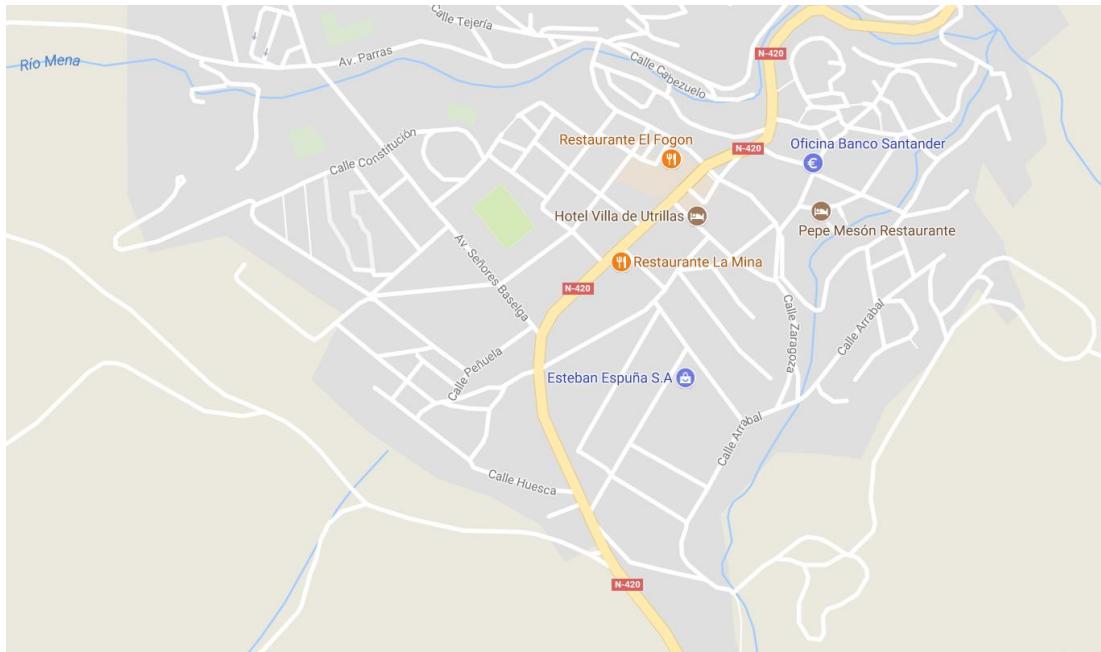 Calle Tejería
Río Mena
Av. Parras
N-420
Calle Cabezuelo
Calle Constitución
Restaurante El Fogon
N-420
Oficina Banco Santander
Hotel Villa de Utrillas
Pepe Mesón Restaurante
Av. Señores Baselga
Restaurante La Mina
N-420
Calle Zaragoza
Calle Arrabal
Calle Peñuela
Esteban Espuña S.A
Calle Arrabal
Calle Huesca
N-420